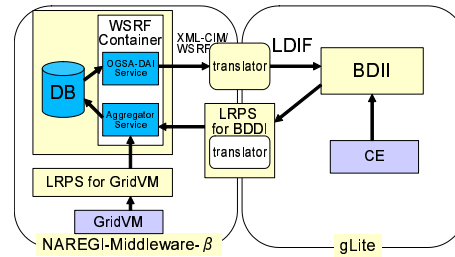 WSRF
Container
XML-CIM/
WSRF
LDIF
OGSA-DAI
Service
translator
BDII
DB
Aggregator
Service
LRPS
for BDDI
translator
CE
LRPS for GridVM
GridVM
NAREGI-Middleware-β
gLite